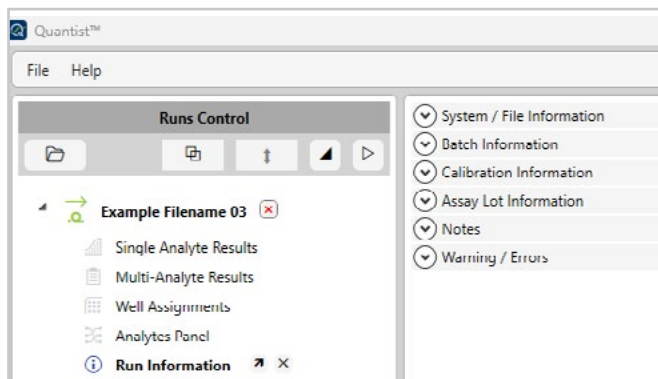 Quantist™
File Help
Runs Control
Example Filename 03
Single Analyte Results
Multi-Analyte Results
Well Assignments
Analytes Panel
Run Information
System / File Information
Batch Information
Calibration Information
Assay Lot Information
Notes
Warning / Errors